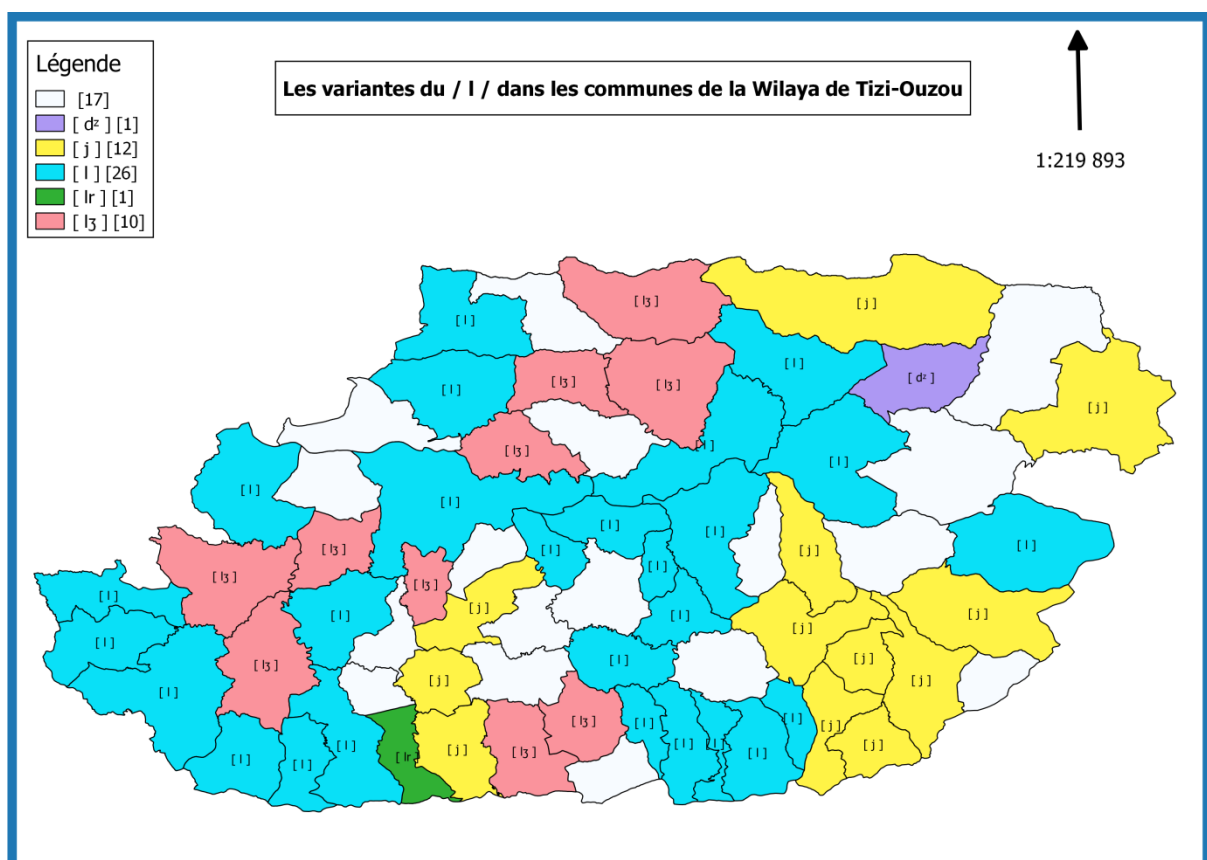 Légende
[17]
[ dᶻ ] [1]
[ j ] [12]
[ l ] [26]
[ lr ] [1]
[ lʒ ] [10]
Les variantes du / l / dans les communes de la Wilaya de Tizi-Ouzou
1:219 893
[ lʒ ]
[ j ]
[ l ]
[ l ]
[ dᶻ ]
[ l ]
[ lʒ ]
[ lʒ ]
[ j ]
[ l ]
[ lʒ ]
[ l ]
[ l ]
[ l ]
[ l ]
[ l ]
[ l ]
[ lʒ ]
[ j ]
[ l ]
[ lʒ ]
[ lʒ ]
[ l ]
[ l ]
[ j ]
[ l ]
[ l ]
[ j ]
[ j ]
[ l ]
[ lʒ ]
[ l ]
[ j ]
[ j ]
[ j ]
[ l ]
[ lʒ ]
[ l ]
[ l ]
[ j ]
[ l ]
[ l ]
[ l ]
[ lr ]
[ j ]
[ lʒ ]
[ l ]
[ l ]
[ l ]
[ j ]